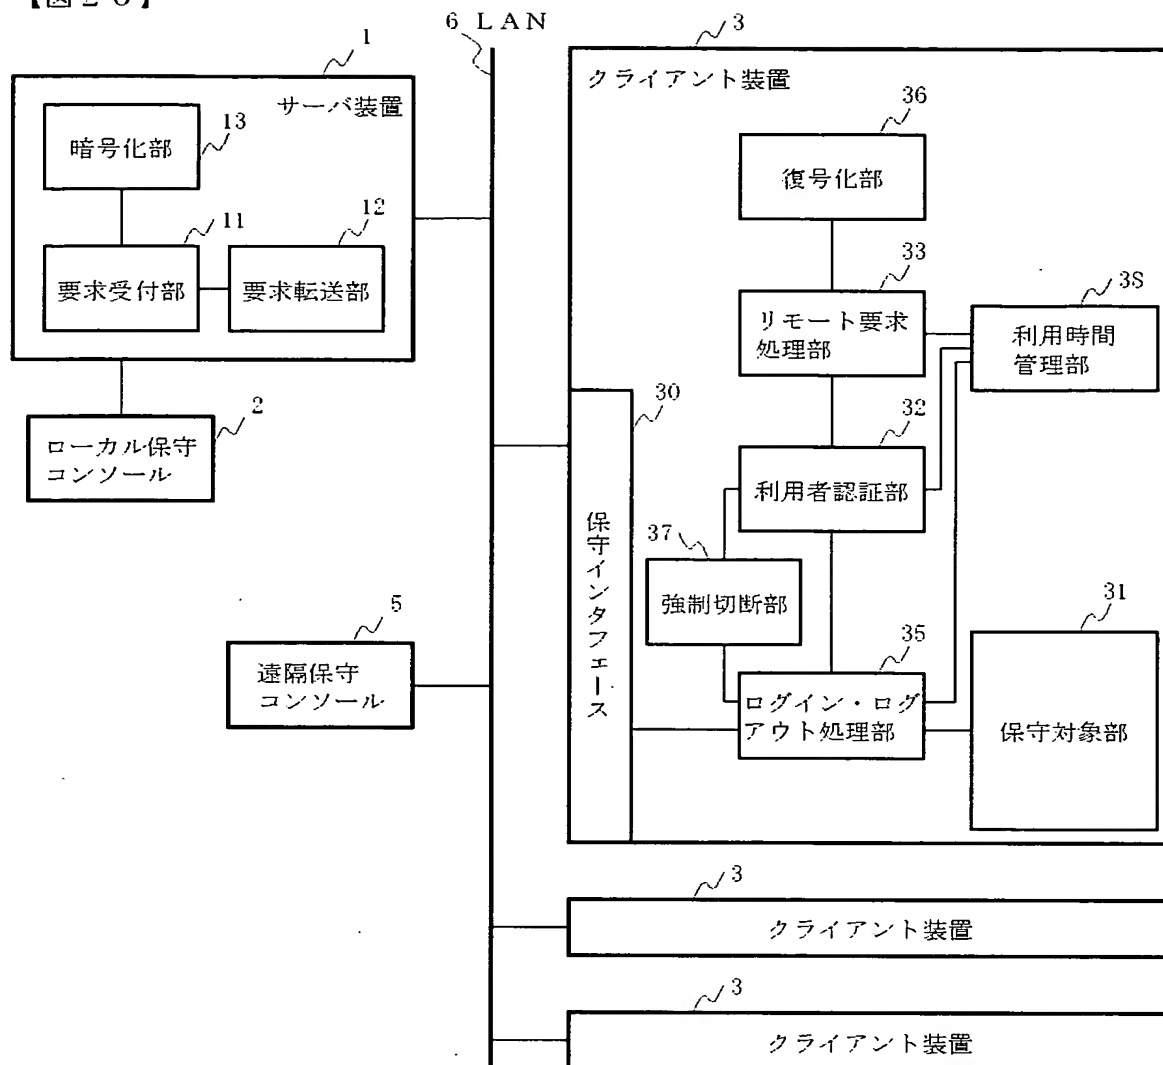 6 LAN
1
サーバ装置
13
暗号化部
11
要求受付部
12
要求転送部
2
ローカル保守
コンソール
5
遠隔保守
コンソール
3
クライアント装置
36
復号化部
33
リモート要求
処理部
38
利用時間
管理部
30
保守インタフェース
32
利用者認証部
37
強制切断部
35
ログイン・ログ
アウト処理部
31
保守対象部
3
クライアント装置
3
クライアント装置